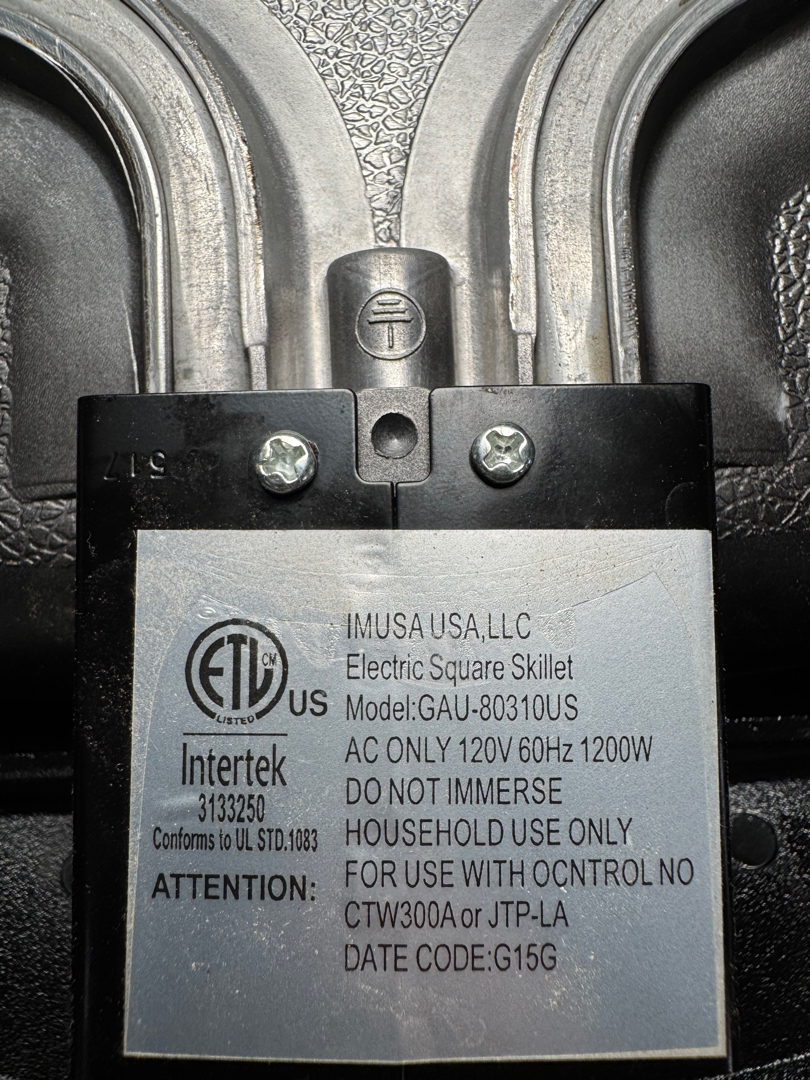 517
ETL CM
LISTED
US
Intertek
3133250
Conforms to UL STD.1083
ATTENTION:
IMUSA USA,LLC
Electric Square Skillet
Model:GAU-80310US
AC ONLY 120V 60Hz 1200W
DO NOT IMMERSE
HOUSEHOLD USE ONLY
FOR USE WITH OCNTROL NO
CTW300A or JTP-LA
DATE CODE:G15G